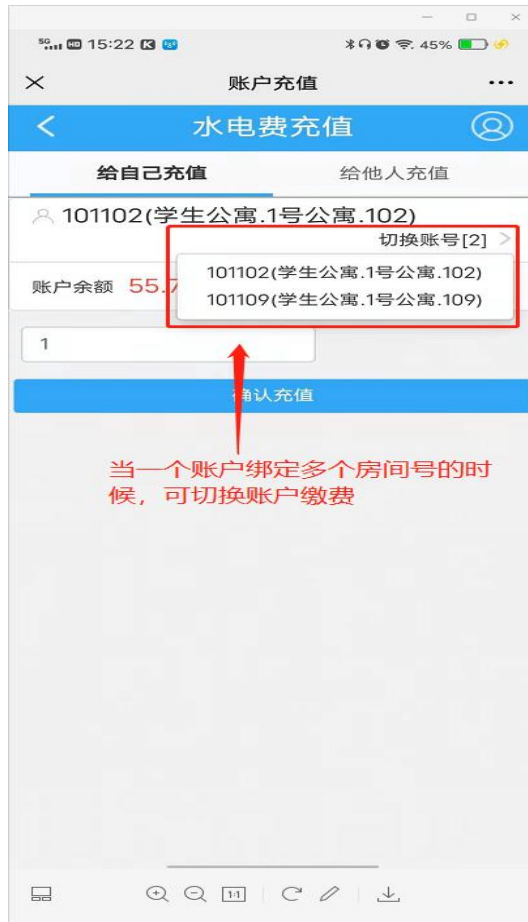 5G HD 15:22 45%
账户充值
水电费充值
给自己充值 给他人充值
101102(学生公寓.1号公寓.102)
切换账号[2]
101102(学生公寓.1号公寓.102)
101109(学生公寓.1号公寓.109)
账户余额 55.7
1
确认充值
当一个账户绑定多个房间号的时
候，可切换账户缴费
1:1